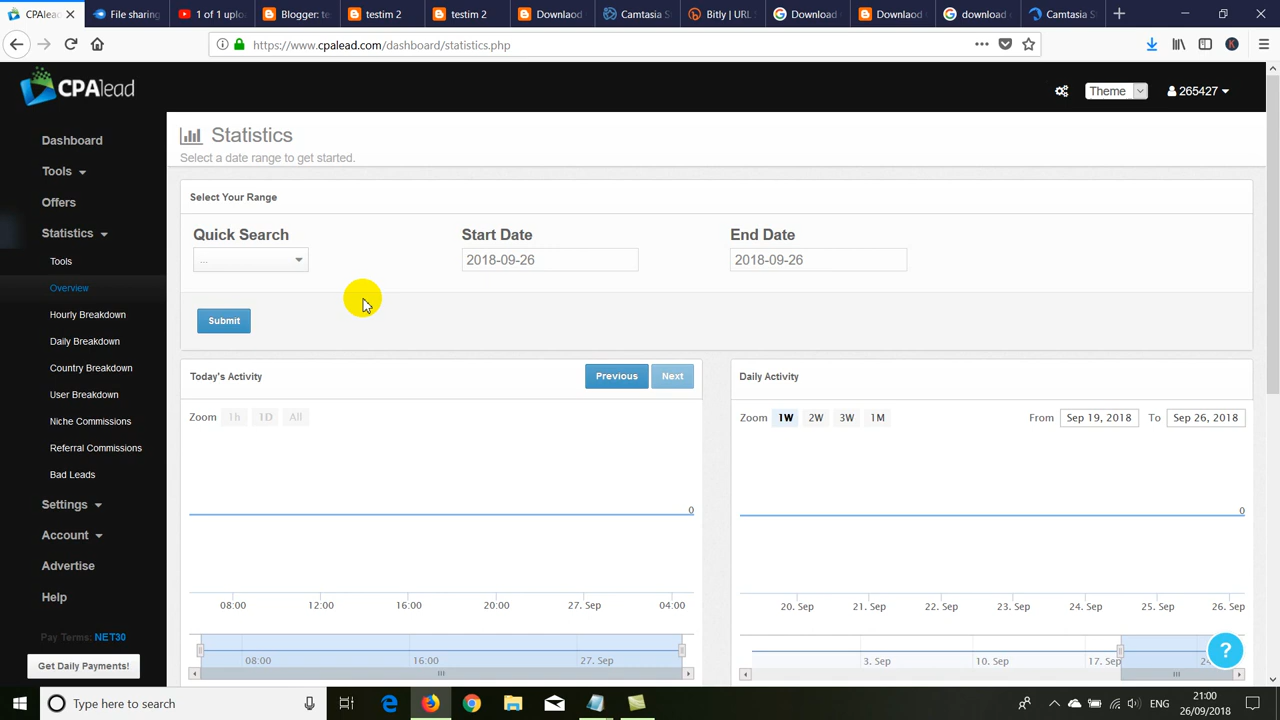 CPAlead
File sharing
1 of 1 uplo
Blogger: te
testim 2
testim 2
Downlaod
Camtasia S
Bitly | URL
Download
Downlaod
download
Camtasia St
https://www.cpalead.com/dashboard/statistics.php
K
CPAlead
Theme
265427
Dashboard
Tools
Offers
Statistics
Tools
Overview
Hourly Breakdown
Daily Breakdown
Country Breakdown
User Breakdown
Niche Commissions
Referral Commissions
Bad Leads
Settings
Account
Advertise
Help
Pay Terms: NET30
Get Daily Payments!
Statistics
Select a date range to get started.
Select Your Range
Quick Search
Start Date
End Date
...
2018-09-26
2018-09-26
Submit
Today's Activity
Previous
Next
Zoom 1h 1D All
0
08:00 12:00 16:00 20:00 27. Sep 04:00
08:00 16:00 27. Sep
Daily Activity
Zoom 1W 2W 3W 1M
From Sep 19, 2018 To Sep 26, 2018
0
20. Sep 21. Sep 22. Sep 23. Sep 24. Sep 25. Sep 26. Sep
3. Sep 10. Sep 17. Sep
?
Type here to search
ENG
21:00
26/09/2018